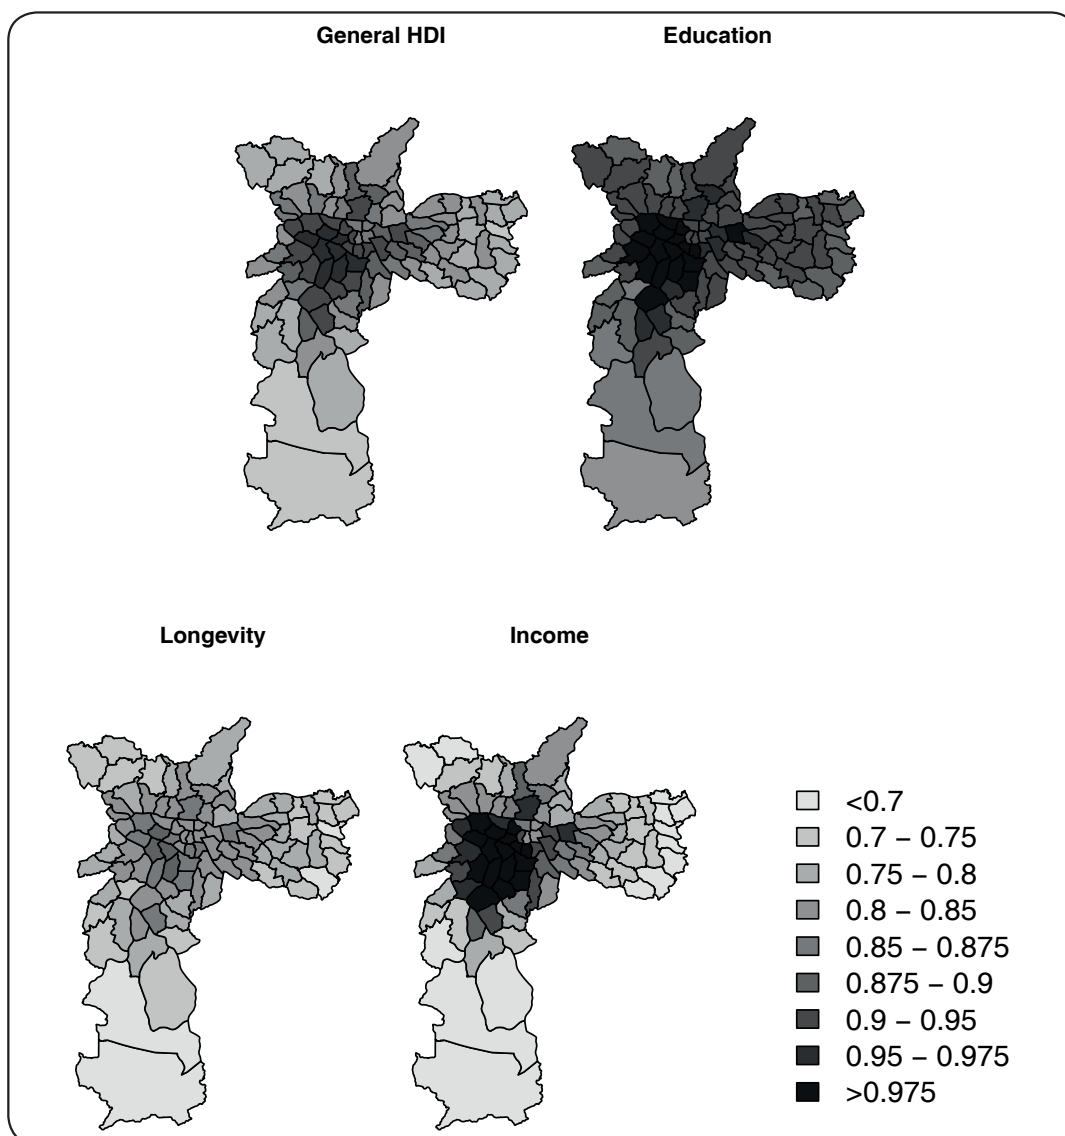 General HDI
Education
Longevity
Income
<0.7
0.7 – 0.75
0.75 – 0.8
0.8 – 0.85
0.85 – 0.875
0.875 – 0.9
0.9 – 0.95
0.95 – 0.975
>0.975